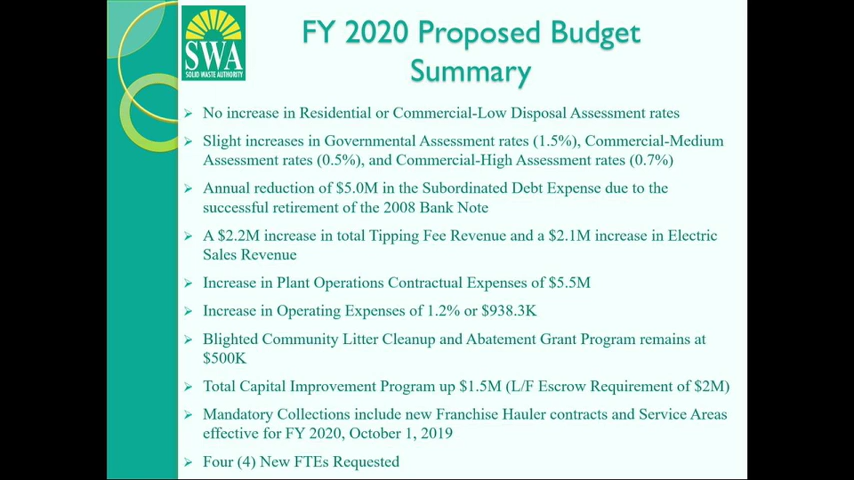 SWA
SOLID WASTE AUTHORITY
FY 2020 Proposed Budget
Summary
No increase in Residential or Commercial-Low Disposal Assessment rates
Slight increases in Governmental Assessment rates (1.5%), Commercial-Medium
Assessment rates (0.5%), and Commercial-High Assessment rates (0.7%)
Annual reduction of $5.0M in the Subordinated Debt Expense due to the
successful retirement of the 2008 Bank Note
A $2.2M increase in total Tipping Fee Revenue and a $2.1M increase in Electric
Sales Revenue
Increase in Plant Operations Contractual Expenses of $5.5M
Increase in Operating Expenses of 1.2% or $938.3K
Blighted Community Litter Cleanup and Abatement Grant Program remains at
$500K
Total Capital Improvement Program up $1.5M (L/F Escrow Requirement of $2M)
Mandatory Collections include new Franchise Hauler contracts and Service Areas
effective for FY 2020, October 1, 2019
Four (4) New FTEs Requested